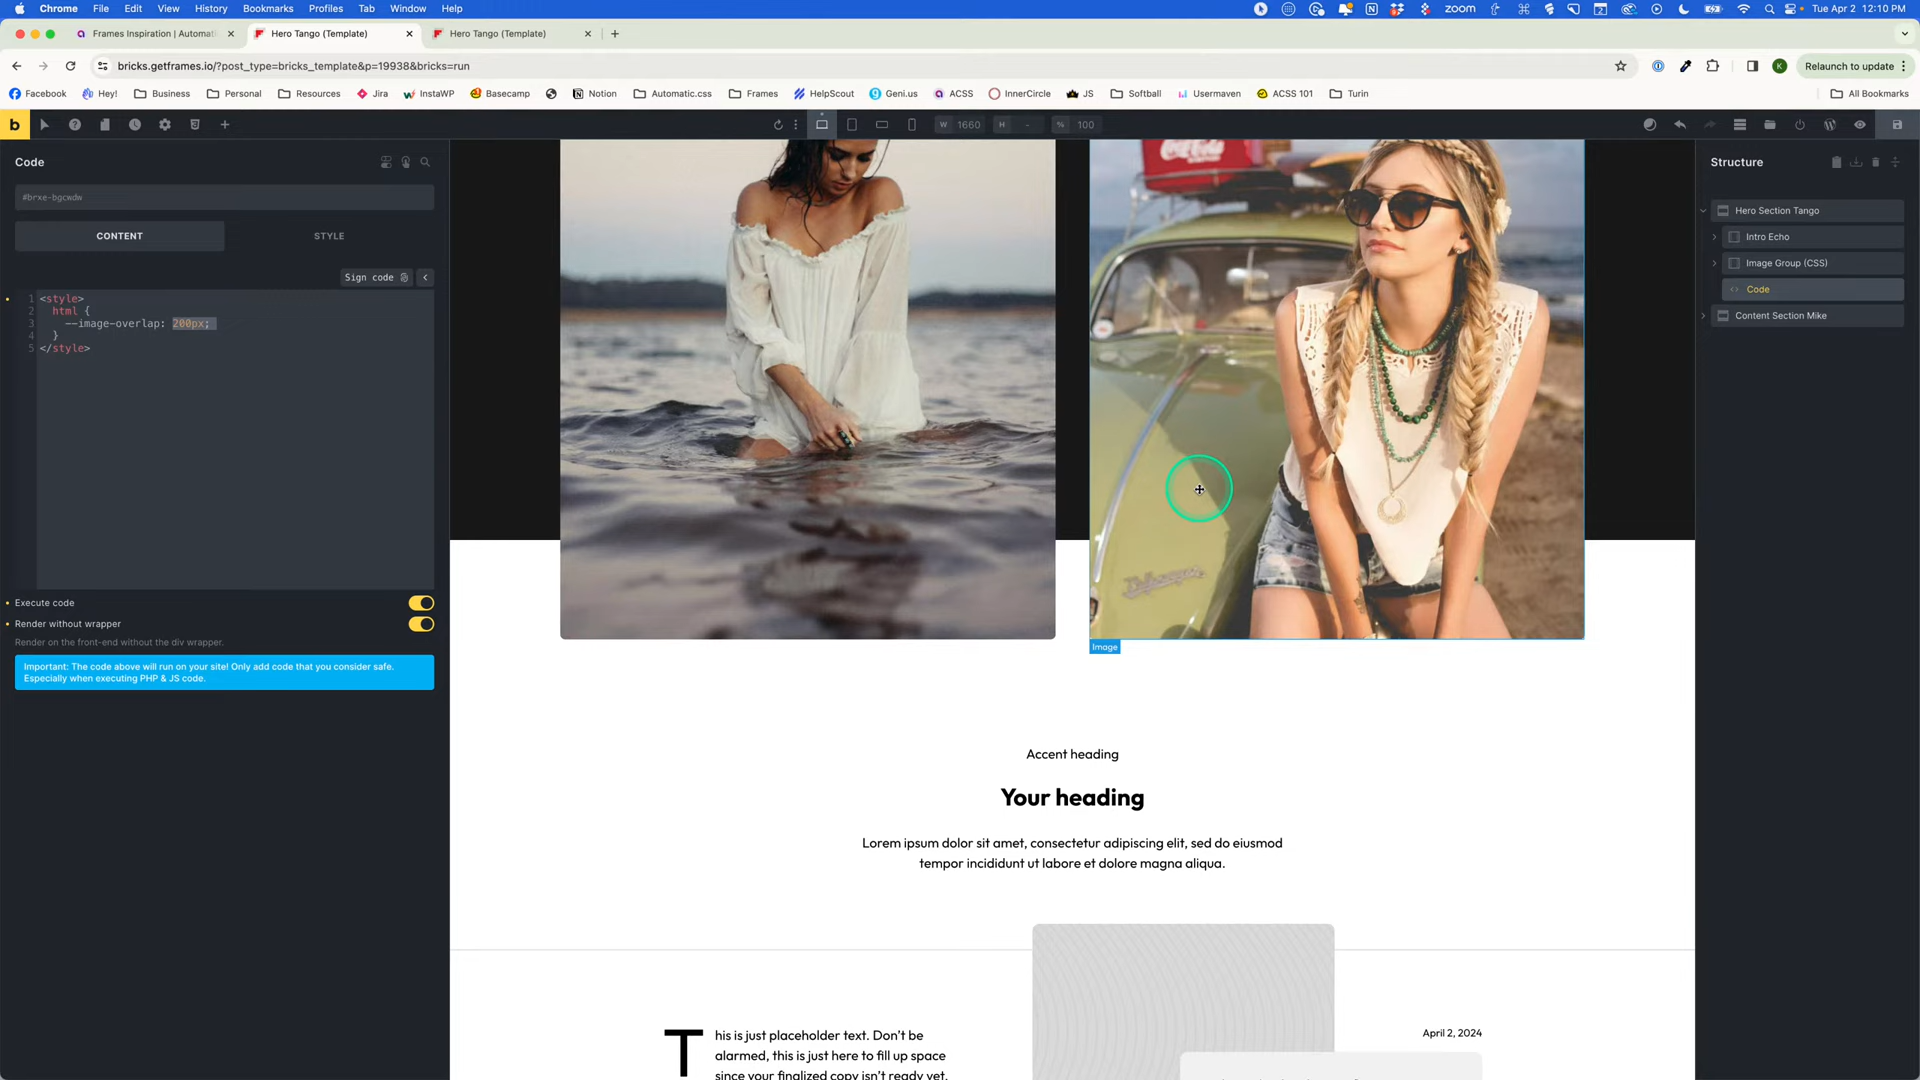 Chrome File Edit View History Bookmarks Profiles Tab Window Help zoom Tue Apr 2 12:10 PM
Frames Inspiration | Automati Hero Tango (Template) Hero Tango (Template)
bricks.getframes.io/?post_type=bricks_template&p=19938&bricks=run Relaunch to update
Facebook Hey! Business Personal Resources Jira InstaWP Basecamp Notion Automatic.css Frames HelpScout Geni.us ACSS InnerCircle JS Softball Usermaven ACSS 101 Turin All Bookmarks
b W 1660 H - % 100
Code
#brxe-bgcwdw
CONTENT STYLE
Sign code
1 <style>
2 html {
3 --image-overlap: 200px;
4 }
5 </style>
Execute code
Render without wrapper
Render on the front-end without the div wrapper.
Important: The code above will run on your site! Only add code that you consider safe.
Especially when executing PHP & JS code.
Coca-Cola
Volkswagen
Image
Accent heading
Your heading
Lorem ipsum dolor sit amet, consectetur adipiscing elit, sed do eiusmod
tempor incididunt ut labore et dolore magna aliqua.
This is just placeholder text. Don't be
alarmed, this is just here to fill up space
since your finalized copy isn't ready yet.
April 2, 2024
Structure
Hero Section Tango
Intro Echo
Image Group (CSS)
Code
Content Section Mike